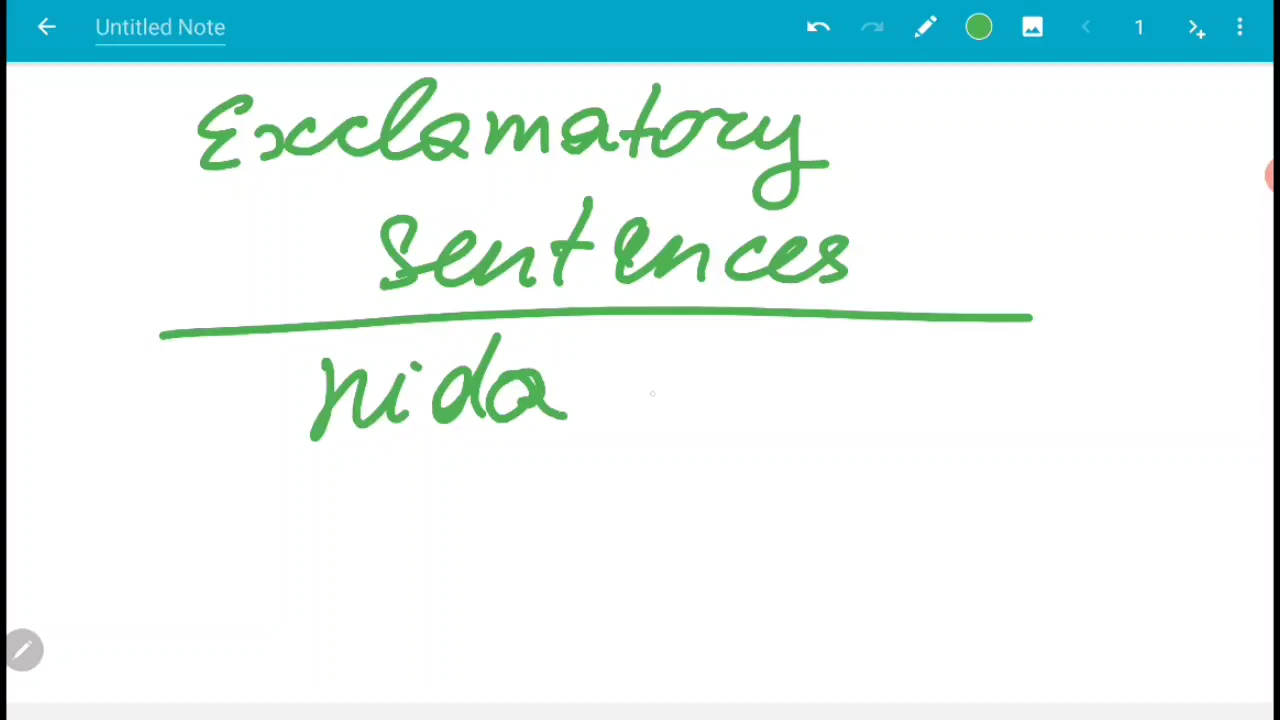 Untitled Note
1
Exclamatory
Sentences
nida